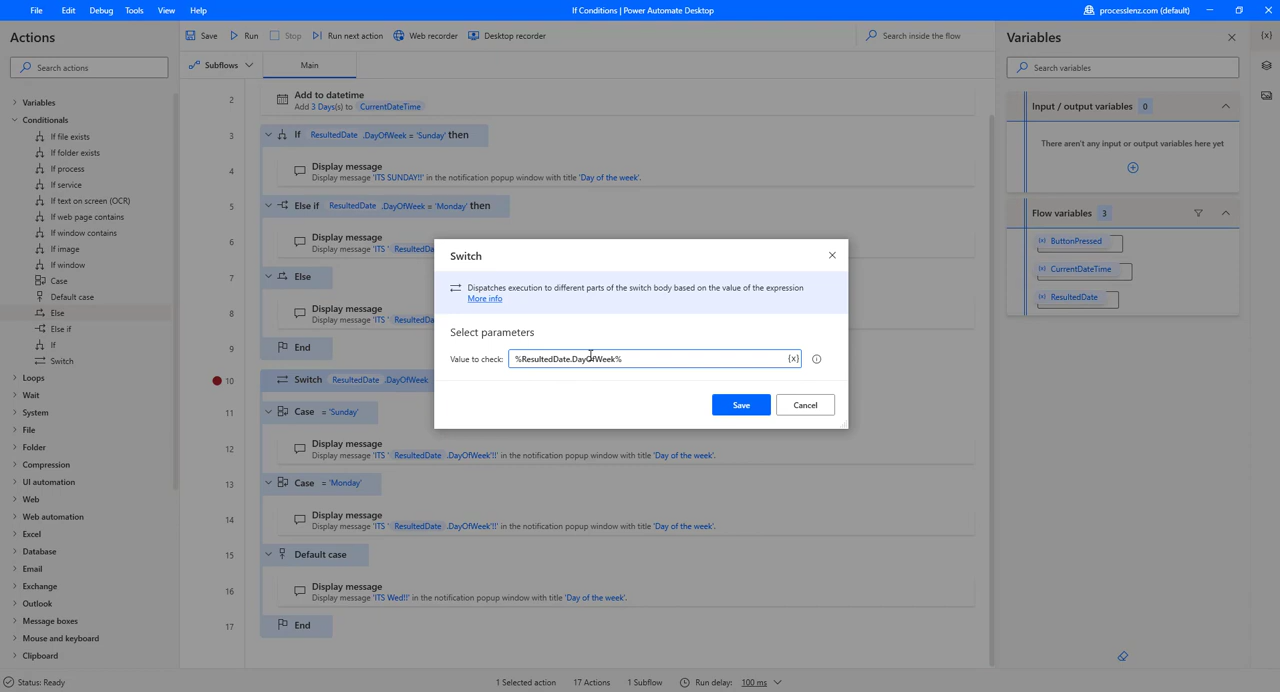 File Edit Debug Tools View Help
If Conditions | Power Automate Desktop
processlenz.com (default)
Actions
Search actions
Variables
Conditionals
If file exists
If folder exists
If process
If service
If text on screen (OCR)
If web page contains
If window contains
If image
If window
Case
Default case
Else
Else if
If
Switch
Loops
Wait
System
File
Folder
Compression
UI automation
Web
Web automation
Excel
Database
Email
Exchange
Outlook
Message boxes
Mouse and keyboard
Clipboard
Save Run Stop Run next action Web recorder Desktop recorder
Search inside the flow
Subflows Main
2 Add to datetime
Add 3 Days(s) to CurrentDateTime
3 If ResultedDate .DayOfWeek = 'Sunday' then
4 Display message
Display message 'ITS SUNDAY!!' in the notification popup window with title 'Day of the week'.
5 Else if ResultedDate .DayOfWeek = 'Monday' then
6 Display message
Display message 'ITS ' ResultedDa
7 Else
8 Display message
Display message 'ITS ' ResultedDa
9 End
10 Switch ResultedDate .DayOfWeek
11 Case = 'Sunday'
12 Display message
Display message 'ITS ' ResultedDate .DayOfWeek'!!' in the notification popup window with title 'Day of the week'.
13 Case = 'Monday'
14 Display message
Display message 'ITS ' ResultedDate .DayOfWeek'!!' in the notification popup window with title 'Day of the week'.
15 Default case
16 Display message
Display message 'ITS Wed!!' in the notification popup window with title 'Day of the week'.
17 End
Switch
Dispatches execution to different parts of the switch body based on the value of the expression
More info
Select parameters
Value to check: %ResultedDate.DayOfWeek% {x}
Save Cancel
Variables
{x}
Search variables
Input / output variables 0
There aren't any input or output variables here yet
Flow variables 3
(x) ButtonPressed
(x) CurrentDateTime
(x) ResultedDate
Status: Ready
1 Selected action 17 Actions 1 Subflow Run delay: 100 ms